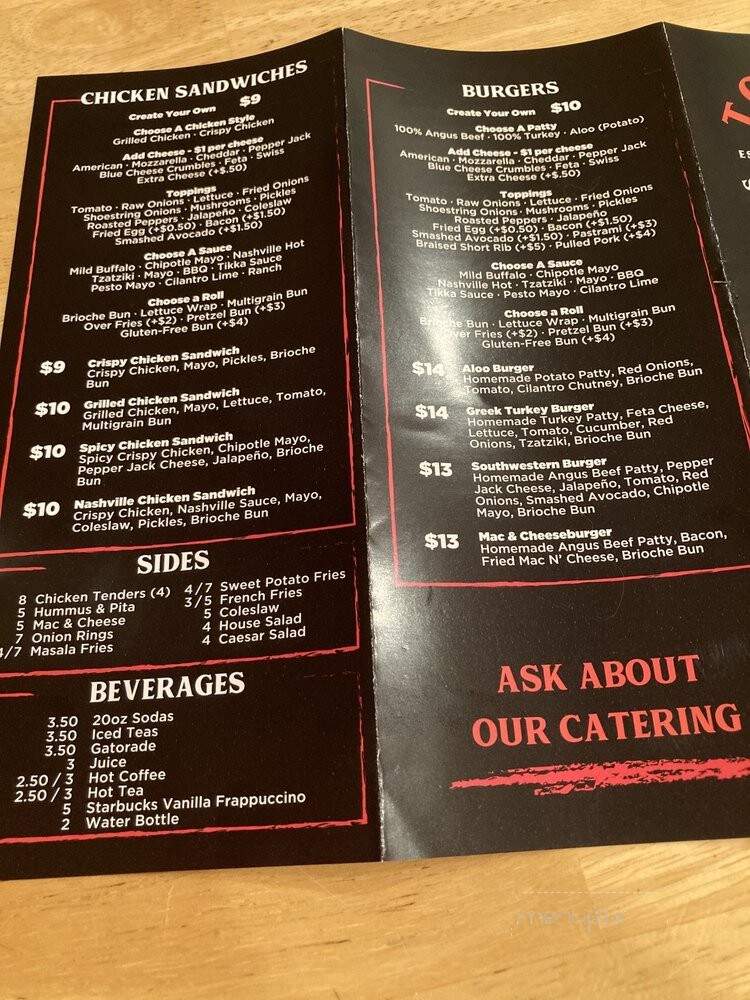 CHICKEN SANDWICHES
Create Your Own $9
Choose A Chicken Style
Grilled Chicken · Crispy Chicken
Add Cheese - $1 per cheese
American · Mozzarella · Cheddar · Pepper Jack
Blue Cheese Crumbles · Feta · Swiss
Extra Cheese (+$.50)
Toppings
Tomato · Raw Onions · Lettuce · Fried Onions
Shoestring Onions · Mushrooms · Pickles
Roasted Peppers · Jalapeño · Coleslaw
Fried Egg (+$0.50) · Bacon (+$1.50)
Smashed Avocado (+$1.50)
Choose A Sauce
Mild Buffalo · Chipotle Mayo · Nashville Hot
Tzatziki · Mayo · BBQ · Tikka Sauce
Pesto Mayo · Cilantro Lime · Ranch
Choose a Roll
Brioche Bun · Lettuce Wrap · Multigrain Bun
Over Fries (+$2) · Pretzel Bun (+$3)
Gluten-Free Bun (+$4)
$9 Crispy Chicken Sandwich
Crispy Chicken, Mayo, Pickles, Brioche
Bun
$10 Grilled Chicken Sandwich
Grilled Chicken, Mayo, Lettuce, Tomato,
Multigrain Bun
$10 Spicy Chicken Sandwich
Spicy Crispy Chicken, Chipotle Mayo,
Pepper Jack Cheese, Jalapeño, Brioche
Bun
$10 Nashville Chicken Sandwich
Crispy Chicken, Nashville Sauce, Mayo,
Coleslaw, Pickles, Brioche Bun
SIDES
8 Chicken Tenders (4)
5 Hummus & Pita
5 Mac & Cheese
7 Onion Rings
4/7 Masala Fries
4/7 Sweet Potato Fries
3/5 French Fries
5 Coleslaw
4 House Salad
4 Caesar Salad
BEVERAGES
3.50 20oz Sodas
3.50 Iced Teas
3.50 Gatorade
3 Juice
2.50 / 3 Hot Coffee
2.50 / 3 Hot Tea
5 Starbucks Vanilla Frappuccino
2 Water Bottle
BURGERS
Create Your Own $10
Choose A Patty
100% Angus Beef · 100% Turkey · Aloo (Potato)
Add Cheese - $1 per cheese
American · Mozzarella · Cheddar · Pepper Jack
Blue Cheese Crumbles · Feta · Swiss
Extra Cheese (+$.50)
Toppings
Tomato · Raw Onions · Lettuce · Fried Onions
Shoestring Onions · Mushrooms · Pickles
Roasted Peppers · Jalapeño
Fried Egg (+$0.50) · Bacon (+$1.50)
Smashed Avocado (+$1.50) · Pastrami (+$3)
Braised Short Rib (+$5) · Pulled Pork (+$4)
Choose A Sauce
Mild Buffalo · Chipotle Mayo
Nashville Hot · Tzatziki · Mayo · BBQ
Tikka Sauce · Pesto Mayo · Cilantro Lime
Choose a Roll
Brioche Bun · Lettuce Wrap · Multigrain Bun
Over Fries (+$2) · Pretzel Bun (+$3)
Gluten-Free Bun (+$4)
$14 Aloo Burger
Homemade Potato Patty, Red Onions,
Tomato, Cilantro Chutney, Brioche Bun
$14 Greek Turkey Burger
Homemade Turkey Patty, Feta Cheese,
Lettuce, Tomato, Cucumber, Red
Onions, Tzatziki, Brioche Bun
$13 Southwestern Burger
Homemade Angus Beef Patty, Pepper
Jack Cheese, Jalapeño, Tomato, Red
Onions, Smashed Avocado, Chipotle
Mayo, Brioche Bun
$13 Mac & Cheeseburger
Homemade Angus Beef Patty, Bacon,
Fried Mac N' Cheese, Brioche Bun
ASK ABOUT
OUR CATERING